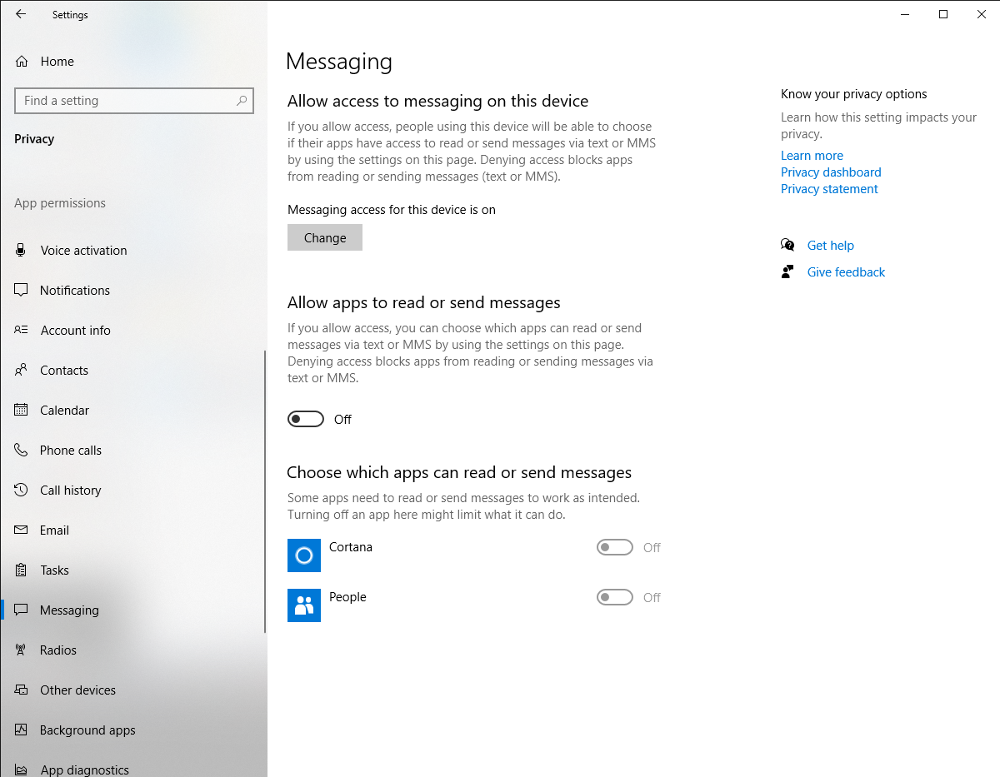 Settings
Home
Find a setting
Privacy
App permissions
Voice activation
Notifications
Account info
Contacts
Calendar
Phone calls
Call history
Email
Tasks
Messaging
Radios
Other devices
Background apps
App diagnostics
Messaging
Allow access to messaging on this device
If you allow access, people using this device will be able to choose
if their apps have access to read or send messages via text or MMS
by using the settings on this page. Denying access blocks apps
from reading or sending messages (text or MMS).
Messaging access for this device is on
Change
Allow apps to read or send messages
If you allow access, you can choose which apps can read or send
messages via text or MMS by using the settings on this page.
Denying access blocks apps from reading or sending messages via
text or MMS.
Off
Choose which apps can read or send messages
Some apps need to read or send messages to work as intended.
Turning off an app here might limit what it can do.
Cortana Off
People Off
Know your privacy options
Learn how this setting impacts your
privacy.
Learn more
Privacy dashboard
Privacy statement
Get help
Give feedback